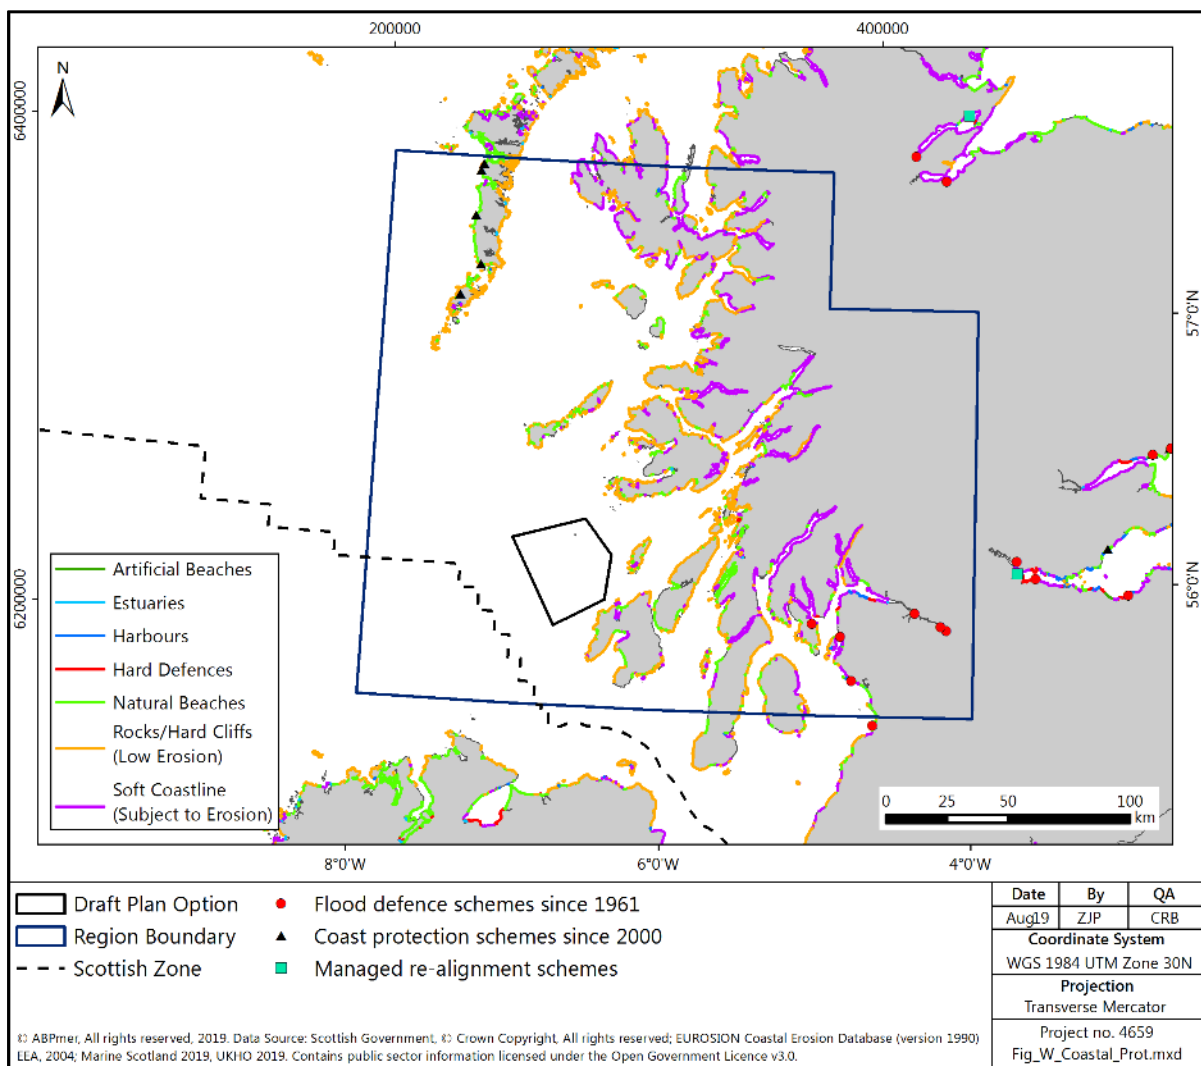 200000
400000
N
6400000
6200000
57°0'N
56°0'N
Artificial Beaches
Estuaries
Harbours
Hard Defences
Natural Beaches
Rocks/Hard Cliffs
(Low Erosion)
Soft Coastline
(Subject to Erosion)
0 25 50 100
km
8°0'W
6°0'W
4°0'W
Draft Plan Option
Region Boundary
Scottish Zone
Flood defence schemes since 1961
Coast protection schemes since 2000
Managed re-alignment schemes
Date By QA
Aug19 ZJP CRB
Coordinate System
WGS 1984 UTM Zone 30N
Projection
Transverse Mercator
Project no. 4659
Fig_W_Coastal_Prot.mxd
© ABPmer, All rights reserved, 2019. Data Source: Scottish Government, © Crown Copyright, All rights reserved; EUROSION Coastal Erosion Database (version 1990)
EEA, 2004; Marine Scotland 2019, UKHO 2019. Contains public sector information licensed under the Open Government Licence v3.0.